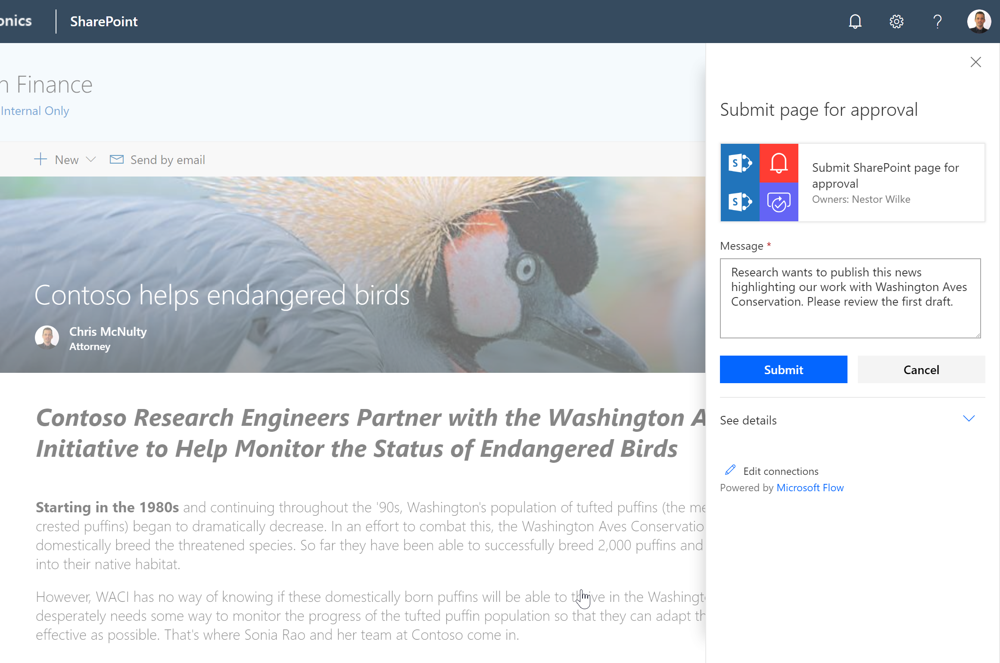 onics
SharePoint
n Finance
Internal Only
New
Send by email
Contoso helps endangered birds
Chris McNulty
Attorney
Contoso Research Engineers Partner with the Washington A
Initiative to Help Monitor the Status of Endangered Birds
Starting in the 1980s and continuing throughout the '90s, Washington's population of tufted puffins (the me
crested puffins) began to dramatically decrease. In an effort to combat this, the Washington Aves Conservatio
domestically breed the threatened species. So far they have been able to successfully breed 2,000 puffins and
into their native habitat.
However, WACI has no way of knowing if these domestically born puffins will be able to thrive in the Washingt
desperately needs some way to monitor the progress of the tufted puffin population so that they can adapt th
effective as possible. That's where Sonia Rao and her team at Contoso come in.
Submit page for approval
S
S
Submit SharePoint page for
approval
Owners: Nestor Wilke
Message *
Research wants to publish this news
highlighting our work with Washington Aves
Conservation. Please review the first draft.
Submit
Cancel
See details
Edit connections
Powered by Microsoft Flow